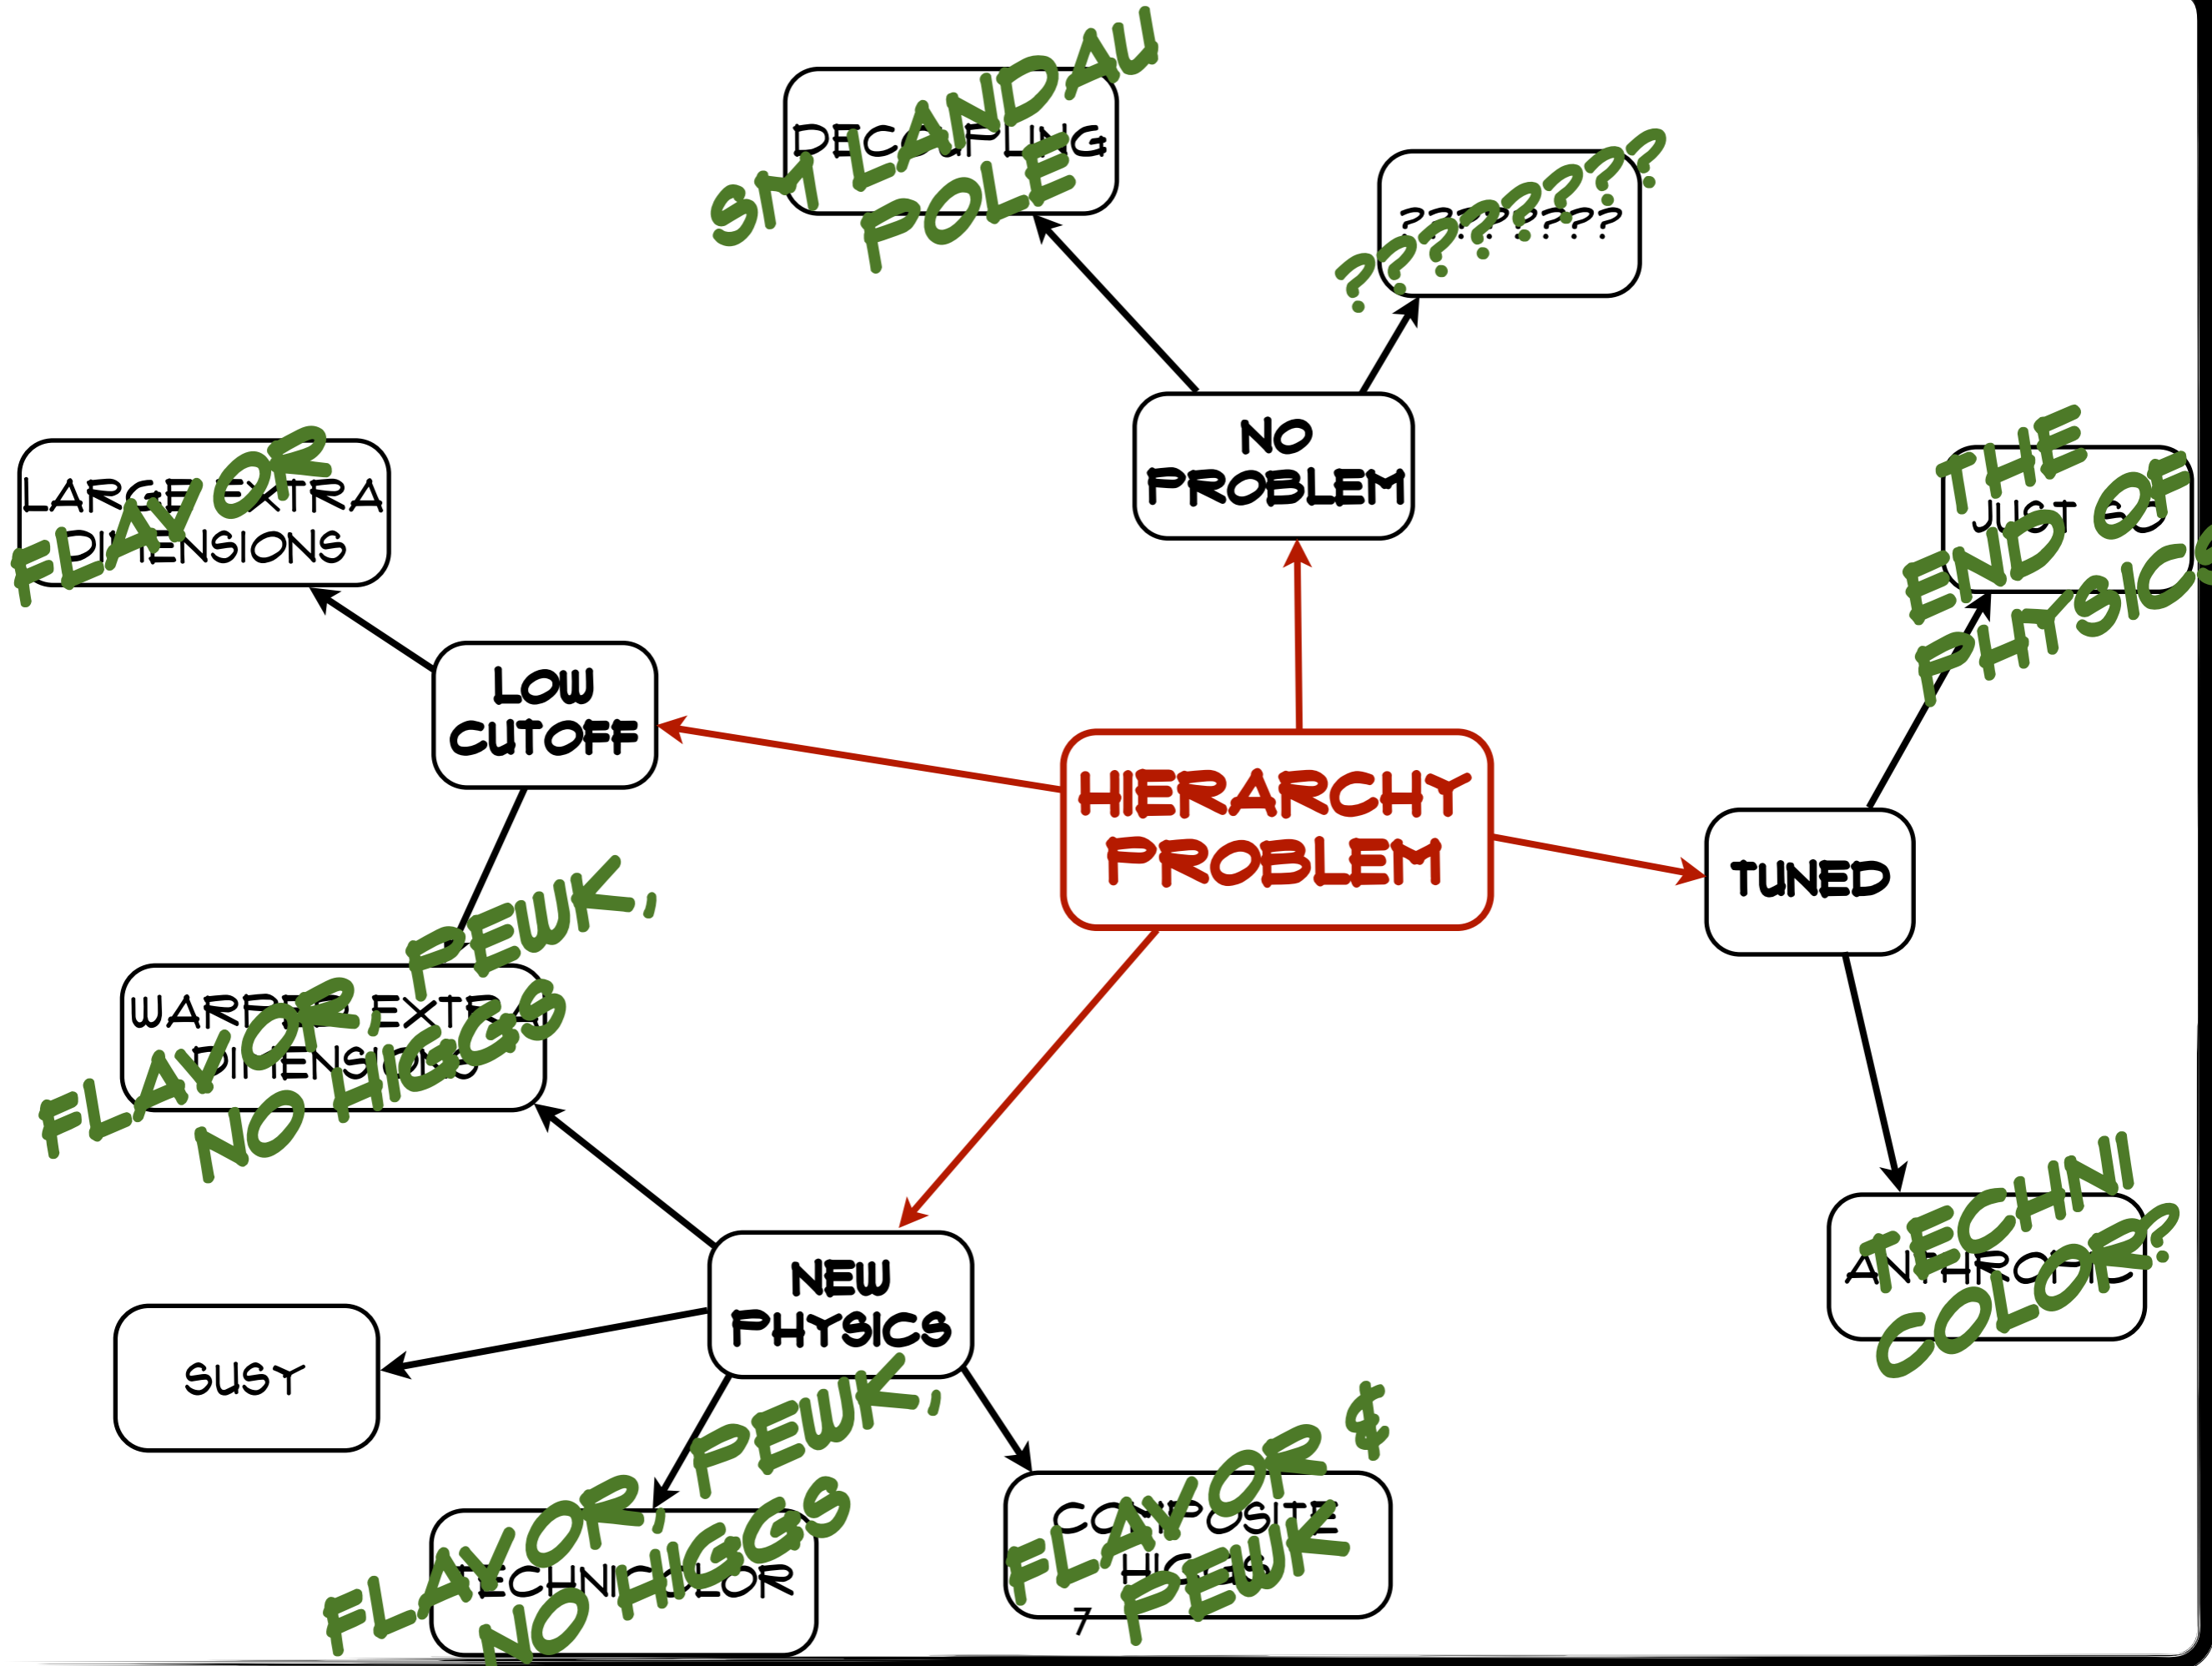 SM LANDAU
POLE
DECOUPLING
????????
????????
NO
PROBLEM
FLAVOR
LARGE EXTRA
DIMENSIONS
THE
END OF
PHYSICS
JUST SO
LOW
CUTOFF
HIERARCHY
PROBLEM
TUNED
PEWK,
FLAVOR,
NO HIGGS
WARPED EXTRA
DIMENSIONS
TECHNI
COLOR?
ANTHROPIC
NEW
PHYSICS
SUSY
PEWK,
FLAVOR,
NO HIGGS
TECHNICOLOR
FLAVOR &
PEWK
COMPOSITE
HIGGS
7